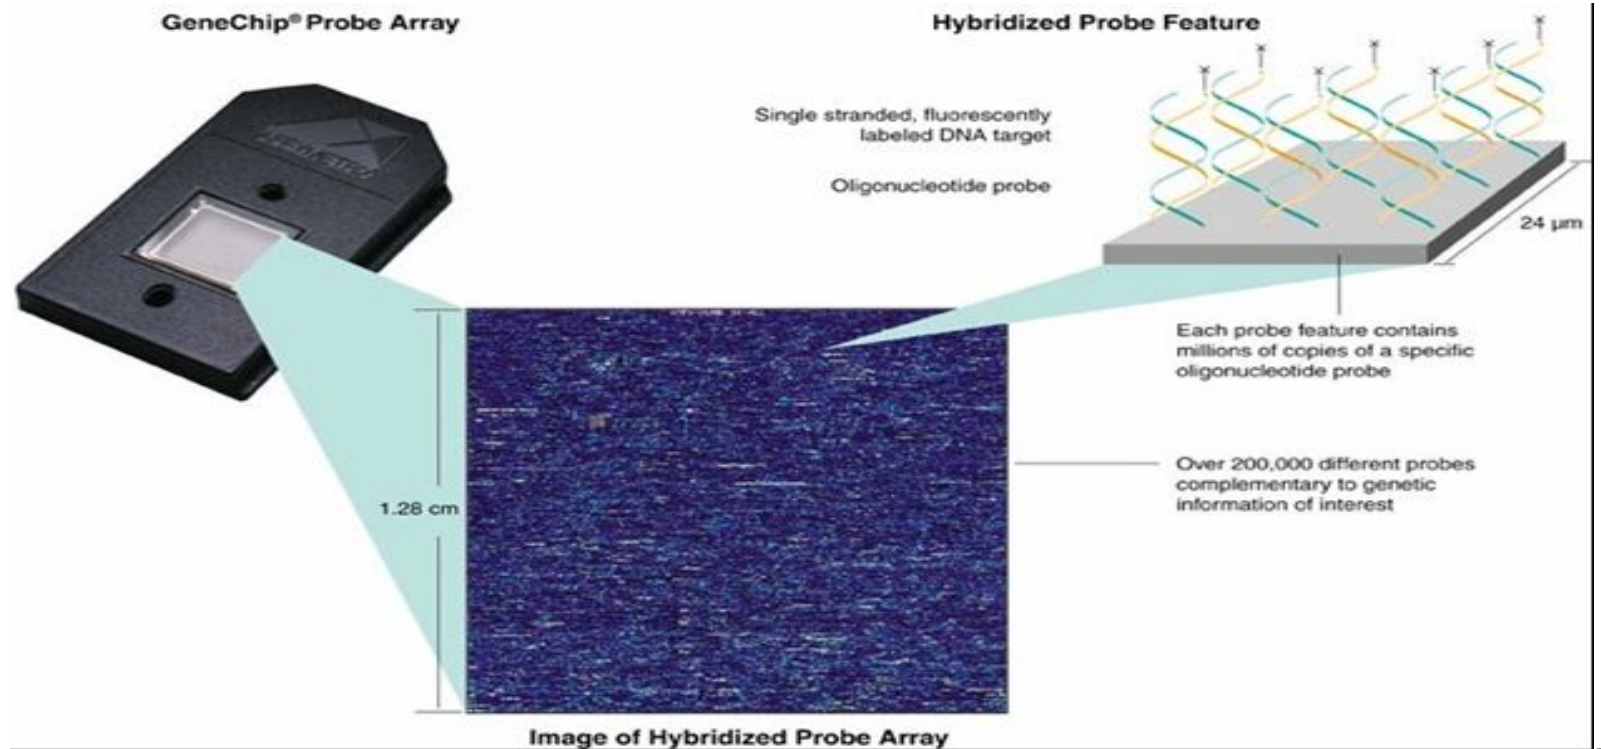 GeneChip® Probe Array
Hybridized Probe Feature
Single stranded, fluorescently
labeled DNA target
Oligonucleotide probe
24 µm
Each probe feature contains
millions of copies of a specific
oligonucleotide probe
1.28 cm
Over 200,000 different probes
complementary to genetic
information of interest
Image of Hybridized Probe Array